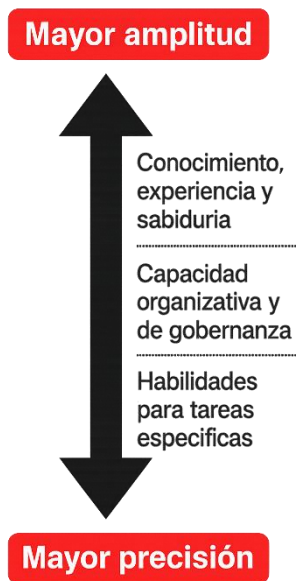 Mayor amplitud
Conocimiento,
experiencia y
sabiduria
Capacidad
organizativa y
de gobernanza
Habilidades
para tareas
especificas
Mayor precisión